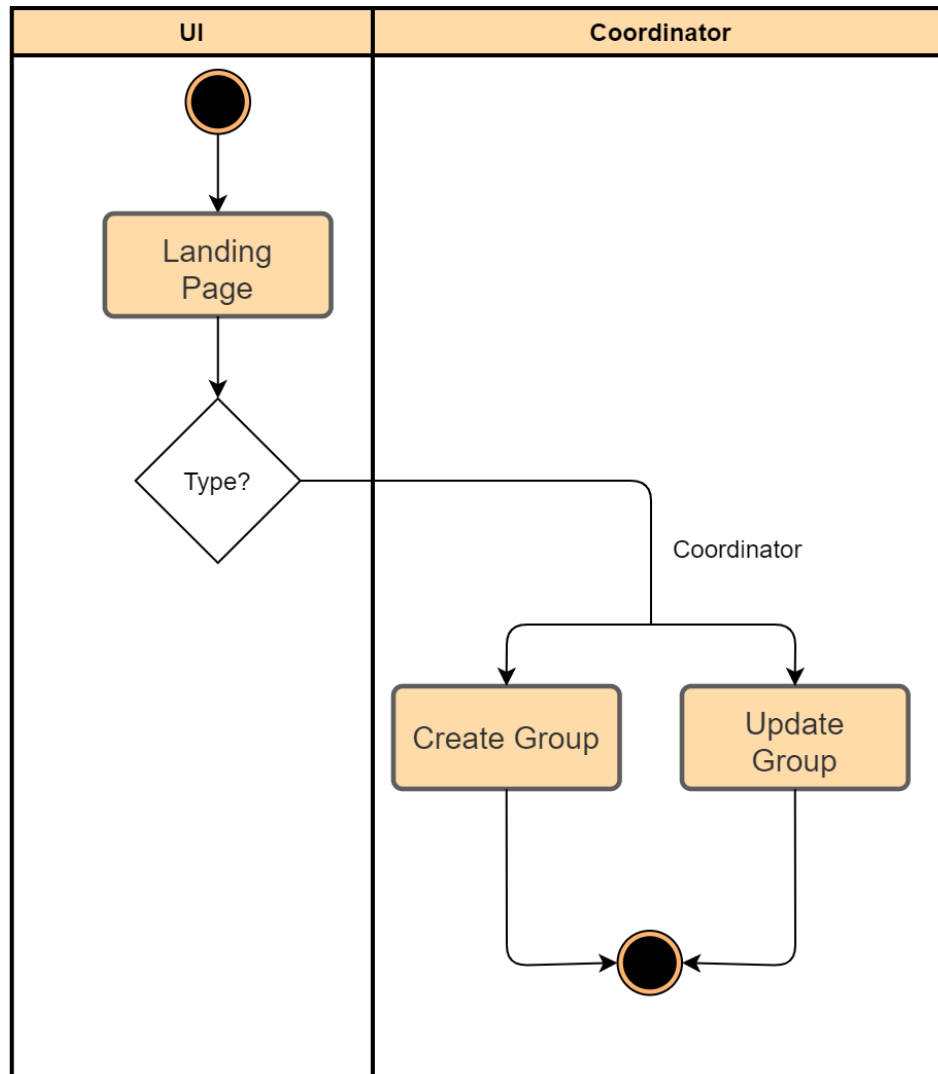 UI
Coordinator
Landing
Page
Type?
Coordinator
Create Group
Update
Group